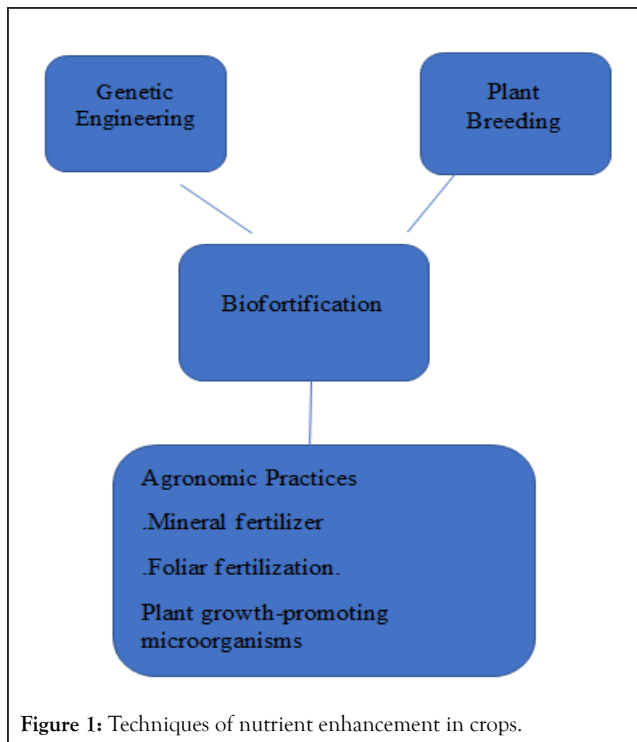 Genetic
Engineering
Plant
Breeding
Biofortification
Agronomic Practices
.Mineral fertilizer
.Foliar fertilization.
Plant growth-promoting
microorganisms
Figure 1: Techniques of nutrient enhancement in crops.